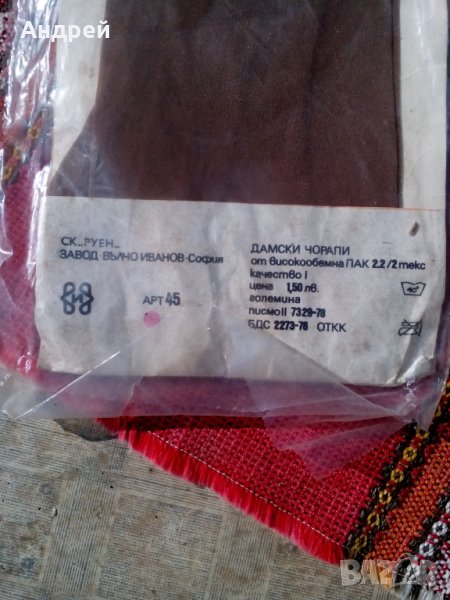 Андрей
СК„РУЕН„
ЗАВОД·ВЪЛЧО ИВАНОВ·София
АРТ 45
ДАМСКИ ЧОРАПИ
от високообемна ПАК 2.2/2 текс
качество I
цена 1,50 лв.
големина
писмо II 7329-78
БДС 2273-76 ОТКК
40°